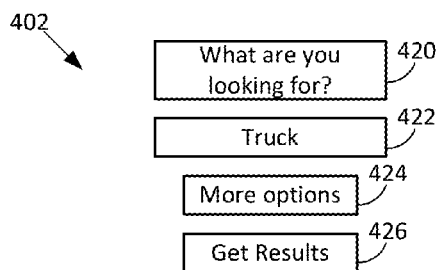 402
What are you
looking for?
420
Truck
422
More options
424
Get Results
426